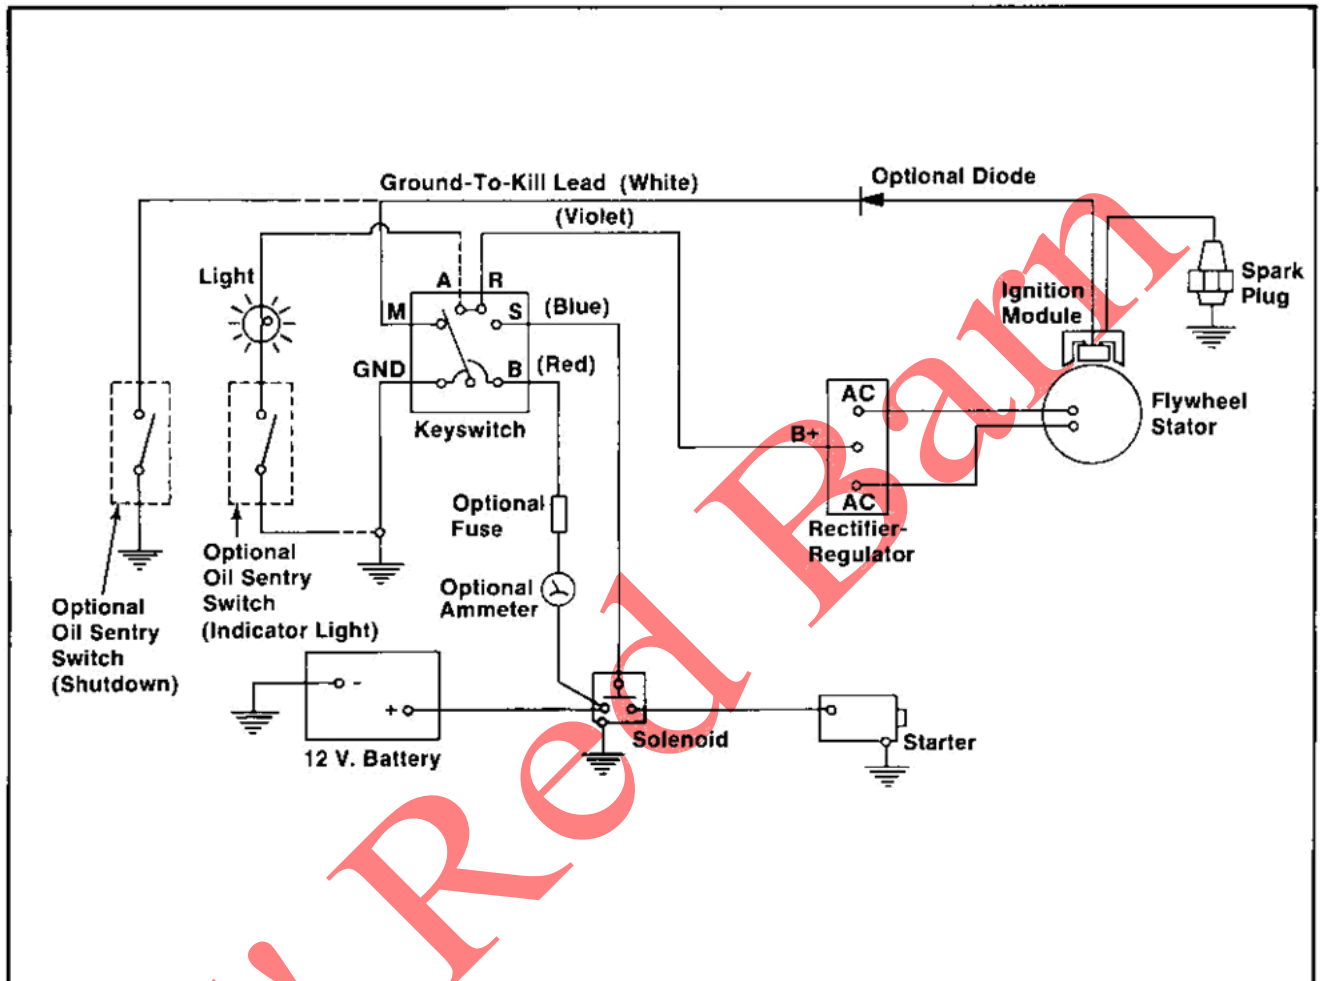 Ground-To-Kill Lead (White)
Optional Diode
(Violet)
Light
A R
M
S
(Blue)
GND
B
(Red)
Keyswitch
Ignition
Module
Spark
Plug
AC
B+
AC
Flywheel
Stator
Rectifier-
Regulator
Optional
Fuse
Optional
Ammeter
Optional
Oil Sentry
Switch
(Indicator Light)
Optional
Oil Sentry
Switch
(Shutdown)
-
+
12 V. Battery
Solenoid
Starter
Red Barn